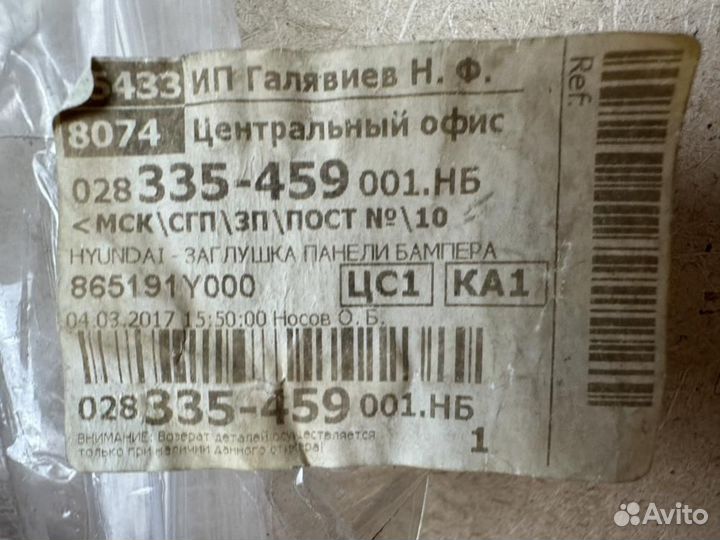 5433 ИП Галявиев Н. Ф.
8074 Центральный офис
028 335-459 001.НБ
<МСК\СГП\ЗП\ПОСТ №\10
HYUNDAI - ЗАГЛУШКА ПАНЕЛИ БАМПЕРА
865191Y000 ЦС1 КА1
04.03.2017 15:50:00 Носов О. Б.
028 335-459 001.НБ
ВНИМАНИЕ: Возврат деталей осуществляется
только при наличии данного стикера!
1
Ref.
Avito